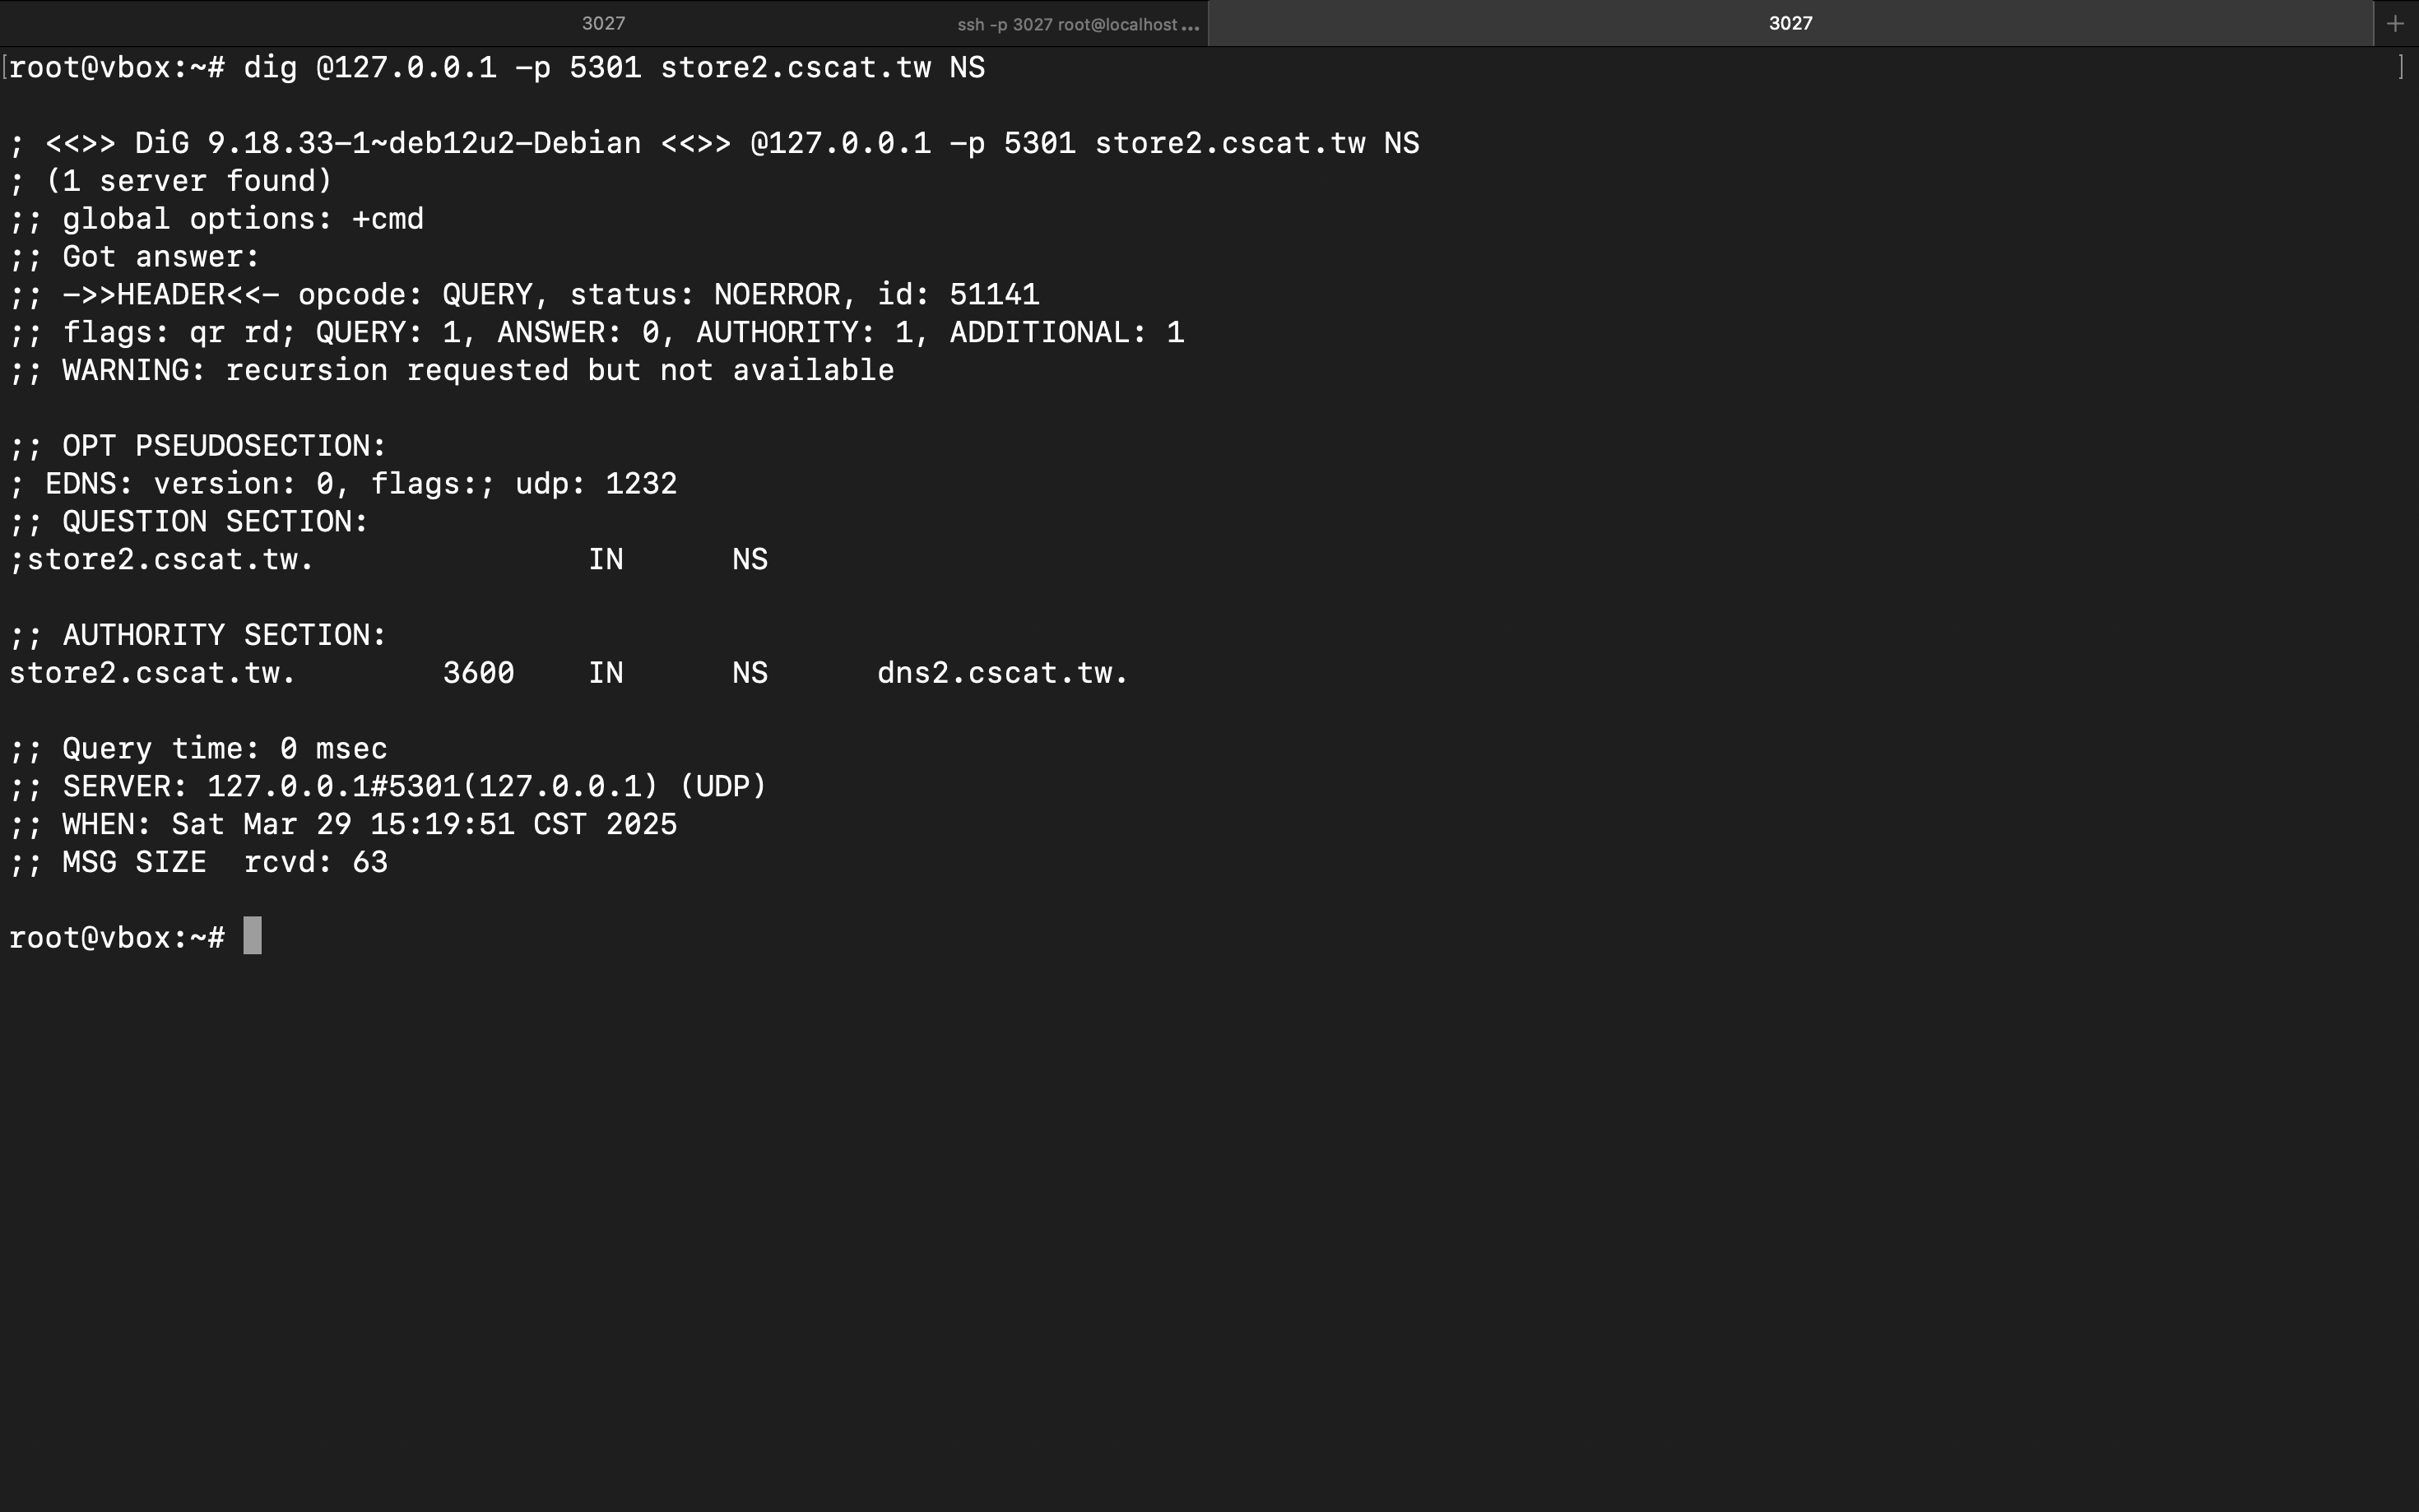 3027
ssh -p 3027 root@localhost ...
3027
+
[root@vbox:~# dig @127.0.0.1 -p 5301 store2.cscat.tw NS ]
; <<>> DiG 9.18.33-1~deb12u2-Debian <<>> @127.0.0.1 -p 5301 store2.cscat.tw NS
; (1 server found)
;; global options: +cmd
;; Got answer:
;; ->>HEADER<<- opcode: QUERY, status: NOERROR, id: 51141
;; flags: qr rd; QUERY: 1, ANSWER: 0, AUTHORITY: 1, ADDITIONAL: 1
;; WARNING: recursion requested but not available
;; OPT PSEUDOSECTION:
; EDNS: version: 0, flags:; udp: 1232
;; QUESTION SECTION:
;store2.cscat.tw. IN NS
;; AUTHORITY SECTION:
store2.cscat.tw. 3600 IN NS dns2.cscat.tw.
;; Query time: 0 msec
;; SERVER: 127.0.0.1#5301(127.0.0.1) (UDP)
;; WHEN: Sat Mar 29 15:19:51 CST 2025
;; MSG SIZE  rcvd: 63
root@vbox:~#